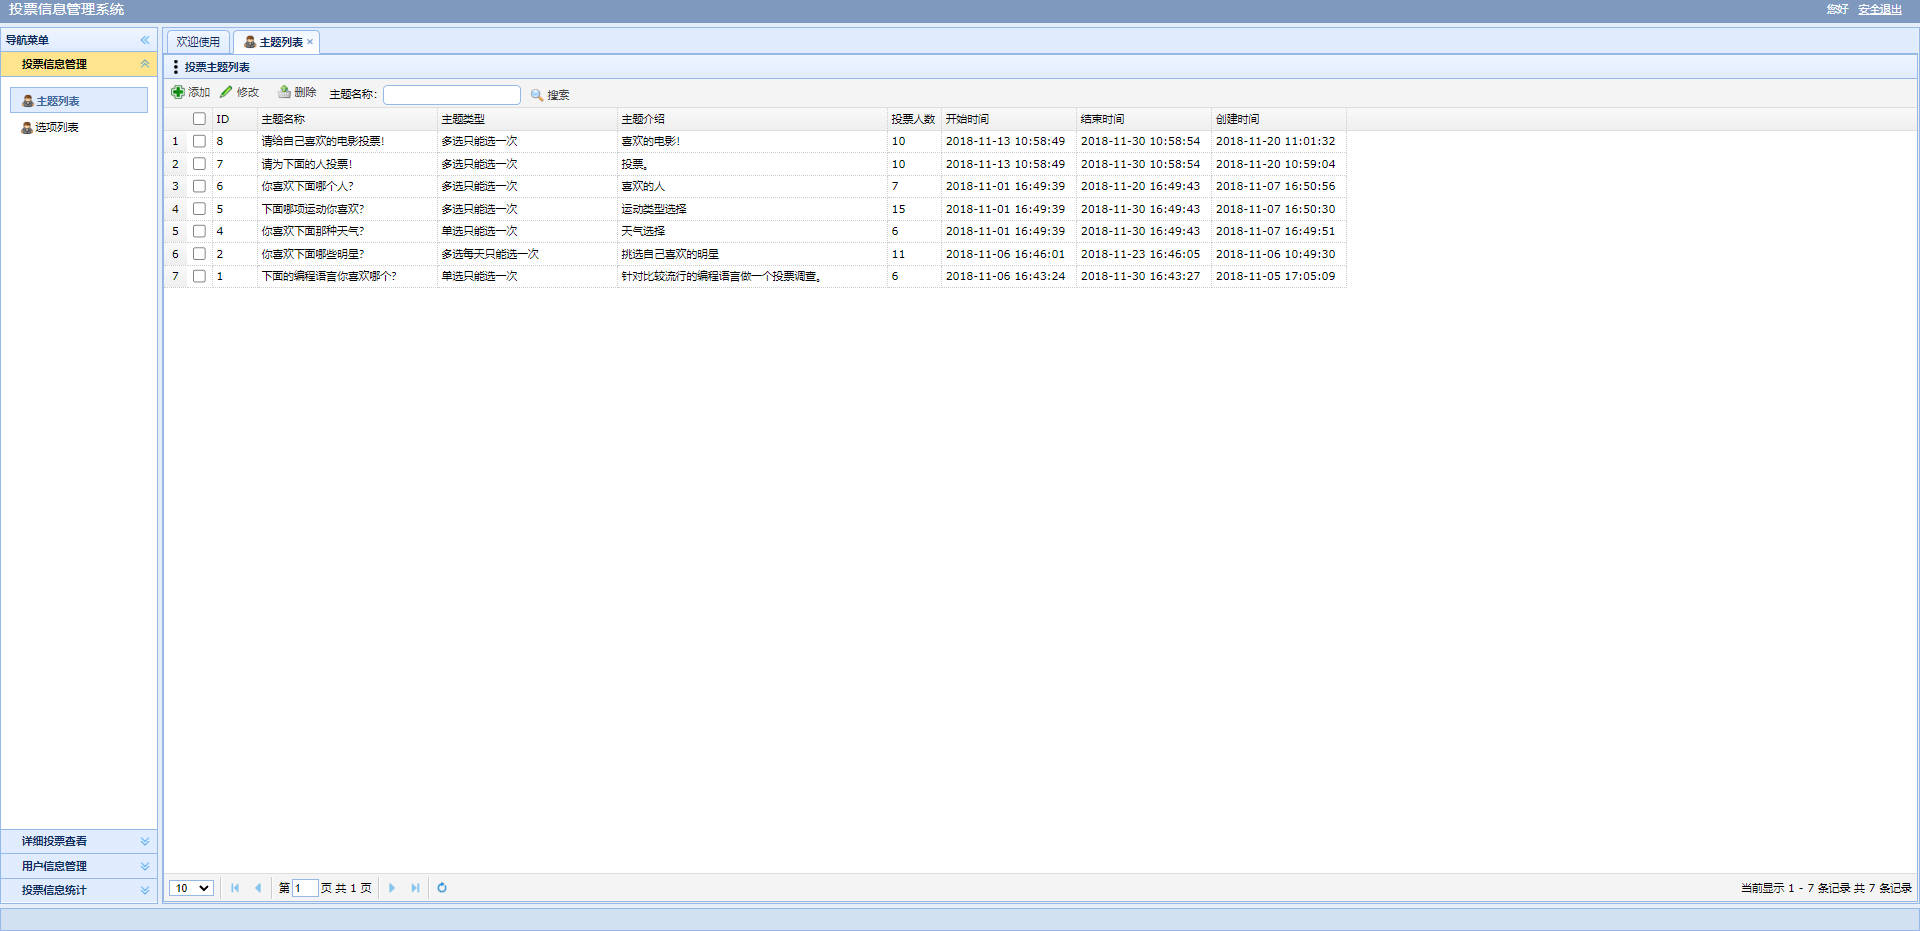 投票信息管理系统
您好 安全退出
导航菜单
投票信息管理
主题列表
选项列表
详细投票查看
用户信息管理
投票信息统计
欢迎使用 主题列表
投票主题列表
添加 修改 删除 主题名称: 搜索
ID 主题名称 主题类型 主题介绍 投票人数 开始时间 结束时间 创建时间
1 8 请给自己喜欢的电影投票! 多选只能选一次 喜欢的电影! 10 2018-11-13 10:58:49 2018-11-30 10:58:54 2018-11-20 11:01:32
2 7 请为下面的人投票! 多选只能选一次 投票。 10 2018-11-13 10:58:49 2018-11-30 10:58:54 2018-11-20 10:59:04
3 6 你喜欢下面哪个人? 多选只能选一次 喜欢的人 7 2018-11-01 16:49:39 2018-11-20 16:49:43 2018-11-07 16:50:56
4 5 下面哪项运动你喜欢? 多选只能选一次 运动类型选择 15 2018-11-01 16:49:39 2018-11-30 16:49:43 2018-11-07 16:50:30
5 4 你喜欢下面那种天气? 单选只能选一次 天气选择 6 2018-11-01 16:49:39 2018-11-30 16:49:43 2018-11-07 16:49:51
6 2 你喜欢下面哪些明星? 多选每天只能选一次 挑选自己喜欢的明星 11 2018-11-06 16:46:01 2018-11-23 16:46:05 2018-11-06 10:49:30
7 1 下面的编程语言你喜欢哪个? 单选只能选一次 针对比较流行的编程语言做一个投票调查。 6 2018-11-06 16:43:24 2018-11-30 16:43:27 2018-11-05 17:05:09
10 第 1 页 共 1 页 当前显示 1 - 7 条记录 共 7 条记录